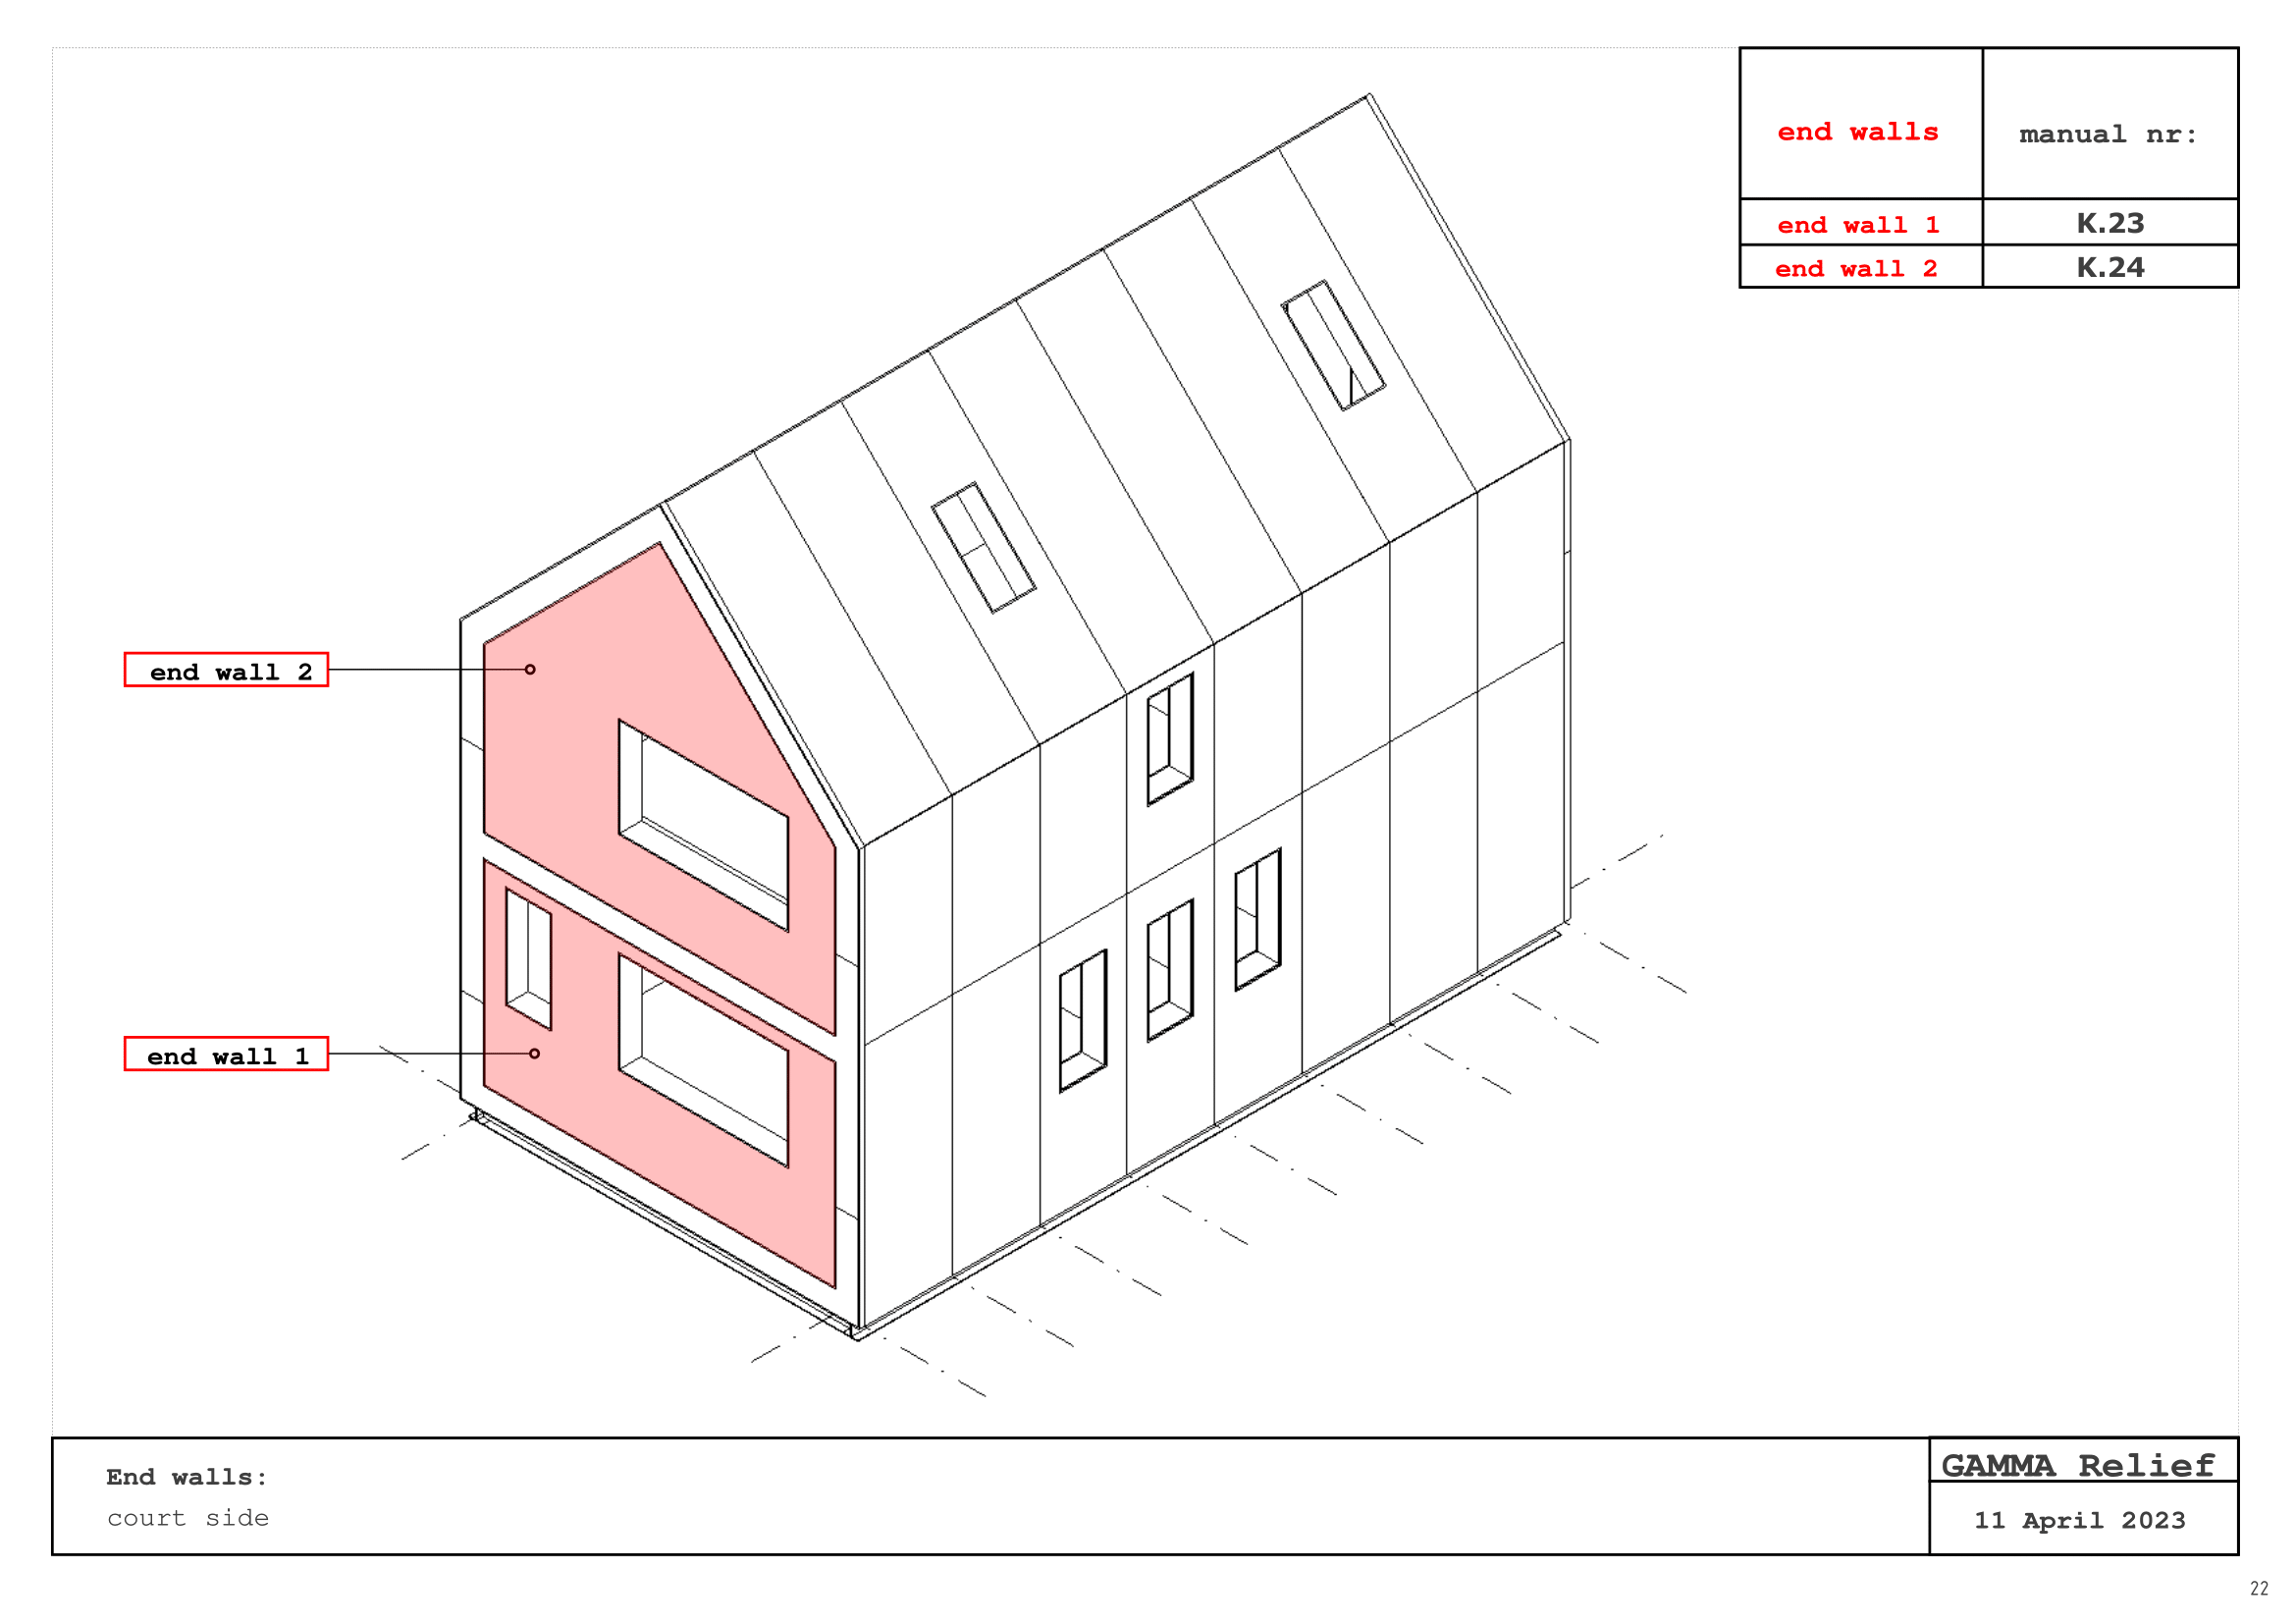 end walls manual nr:
end wall 1 K.23
end wall 2 K.24
end wall 2
end wall 1
End walls:
court side
GAMMA Relief
11 April 2023
22